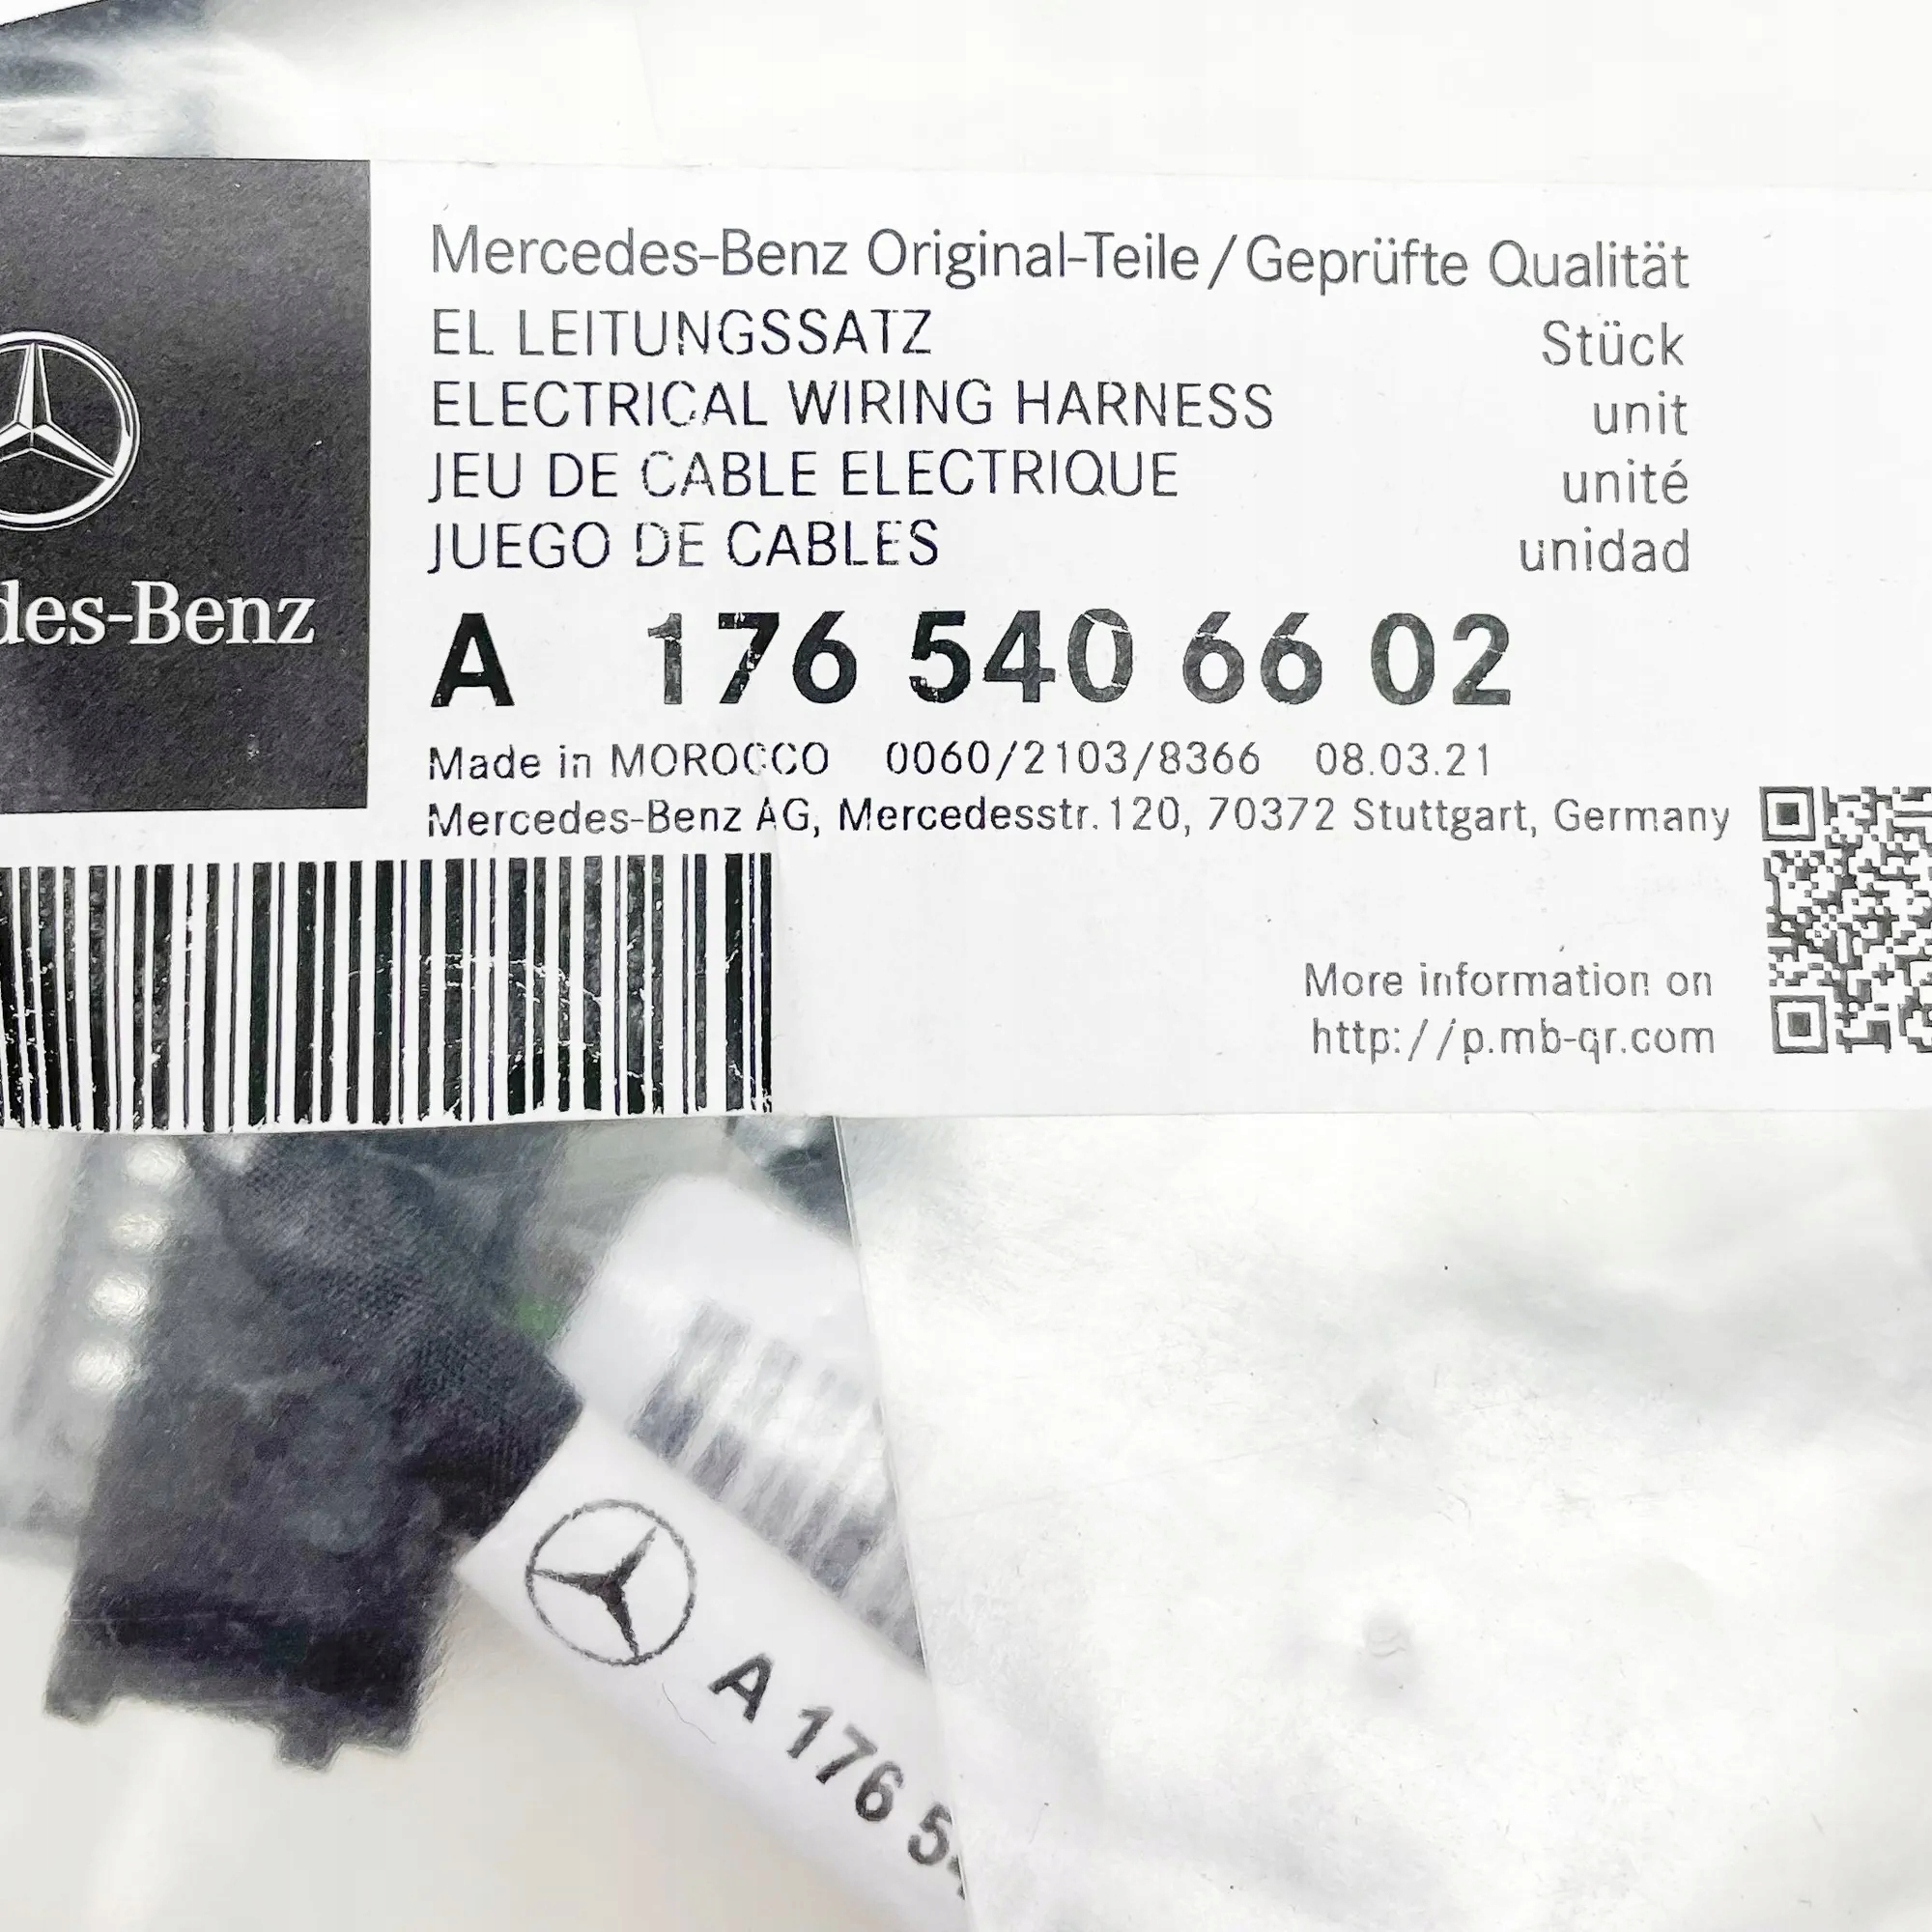 des-Benz
Mercedes-Benz Original-Teile/Geprüfte Qualität
EL LEITUNGSSATZ Stück
ELECTRICAL WIRING HARNESS unit
JEU DE CABLE ELECTRIQUE unité
JUEGO DE CABLES unidad
A 176 540 66 02
Made in MOROCCO 0060/2103/8366 08.03.21
Mercedes-Benz AG, Mercedesstr.120, 70372 Stuttgart, Germany
More information on
http://p.mb-qr.com
A 176 54